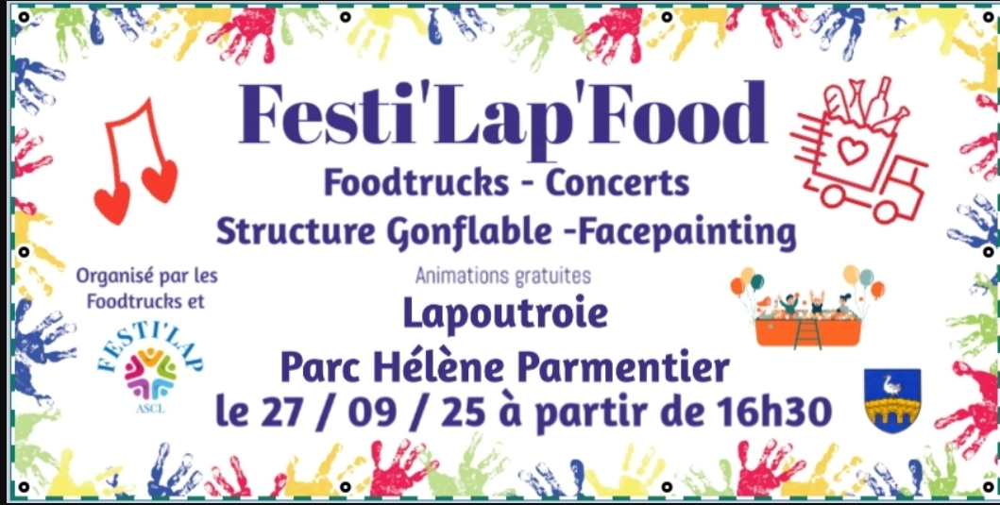 Festi'Lap'Food
Foodtrucks - Concerts
Structure Gonflable -Facepainting
Animations gratuites
Organisé par les
Foodtrucks et
FESTI'LAP
ASCL
Lapoutroie
Parc Hélène Parmentier
le 27 / 09 / 25 à partir de 16h30